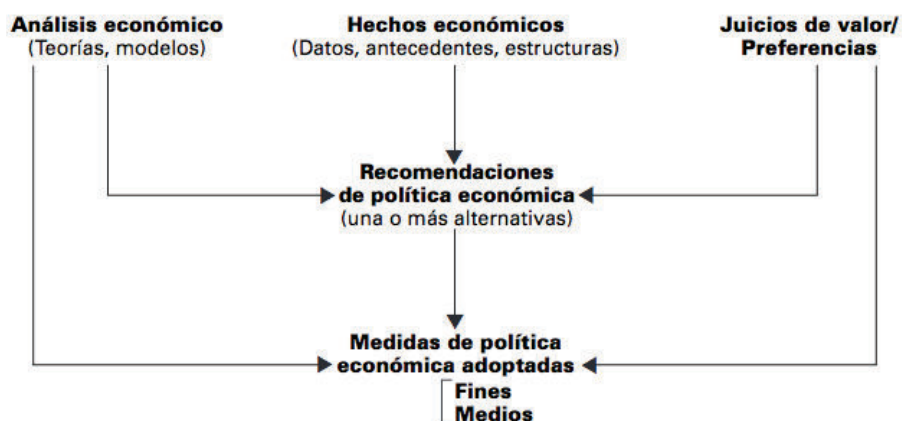 Análisis económico
(Teorías, modelos)
Hechos económicos
(Datos, antecedentes, estructuras)
Juicios de valor/
Preferencias
Recomendaciones
de política económica
(una o más alternativas)
Medidas de política
económica adoptadas
Fines
Medios